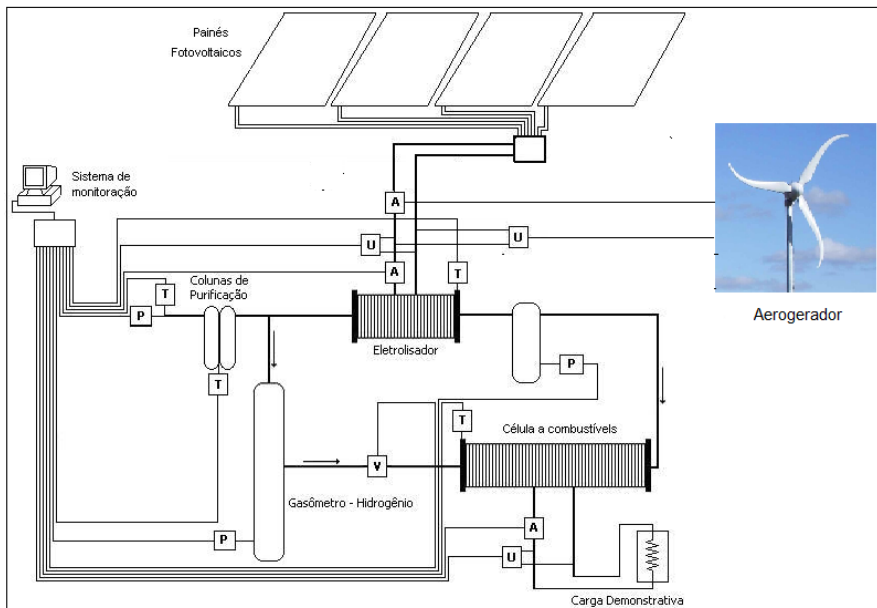 Painés
Fotovoltaicos
Sistema de
monitoração
A
U
U
A
T
T
P
Colunas de
Purificação
Eletrolisador
Aerogerador
T
P
T
Célula a combustíveis
V
Gasômetro - Hidrogênio
P
A
U
Carga Demonstrativa